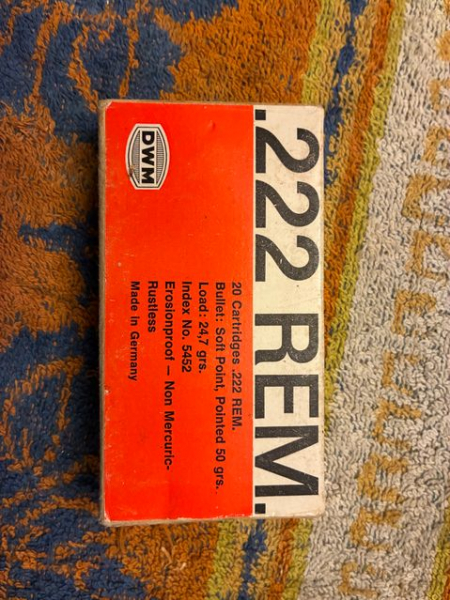 .222 REM.
DWM
20 Cartridges .222 REM.
Bullet: Soft Point, Pointed 50 grs.
Load: 24,7 grs.
Index No. 5452
Erosionproof — Non Mercuric-
Rustless
Made in Germany